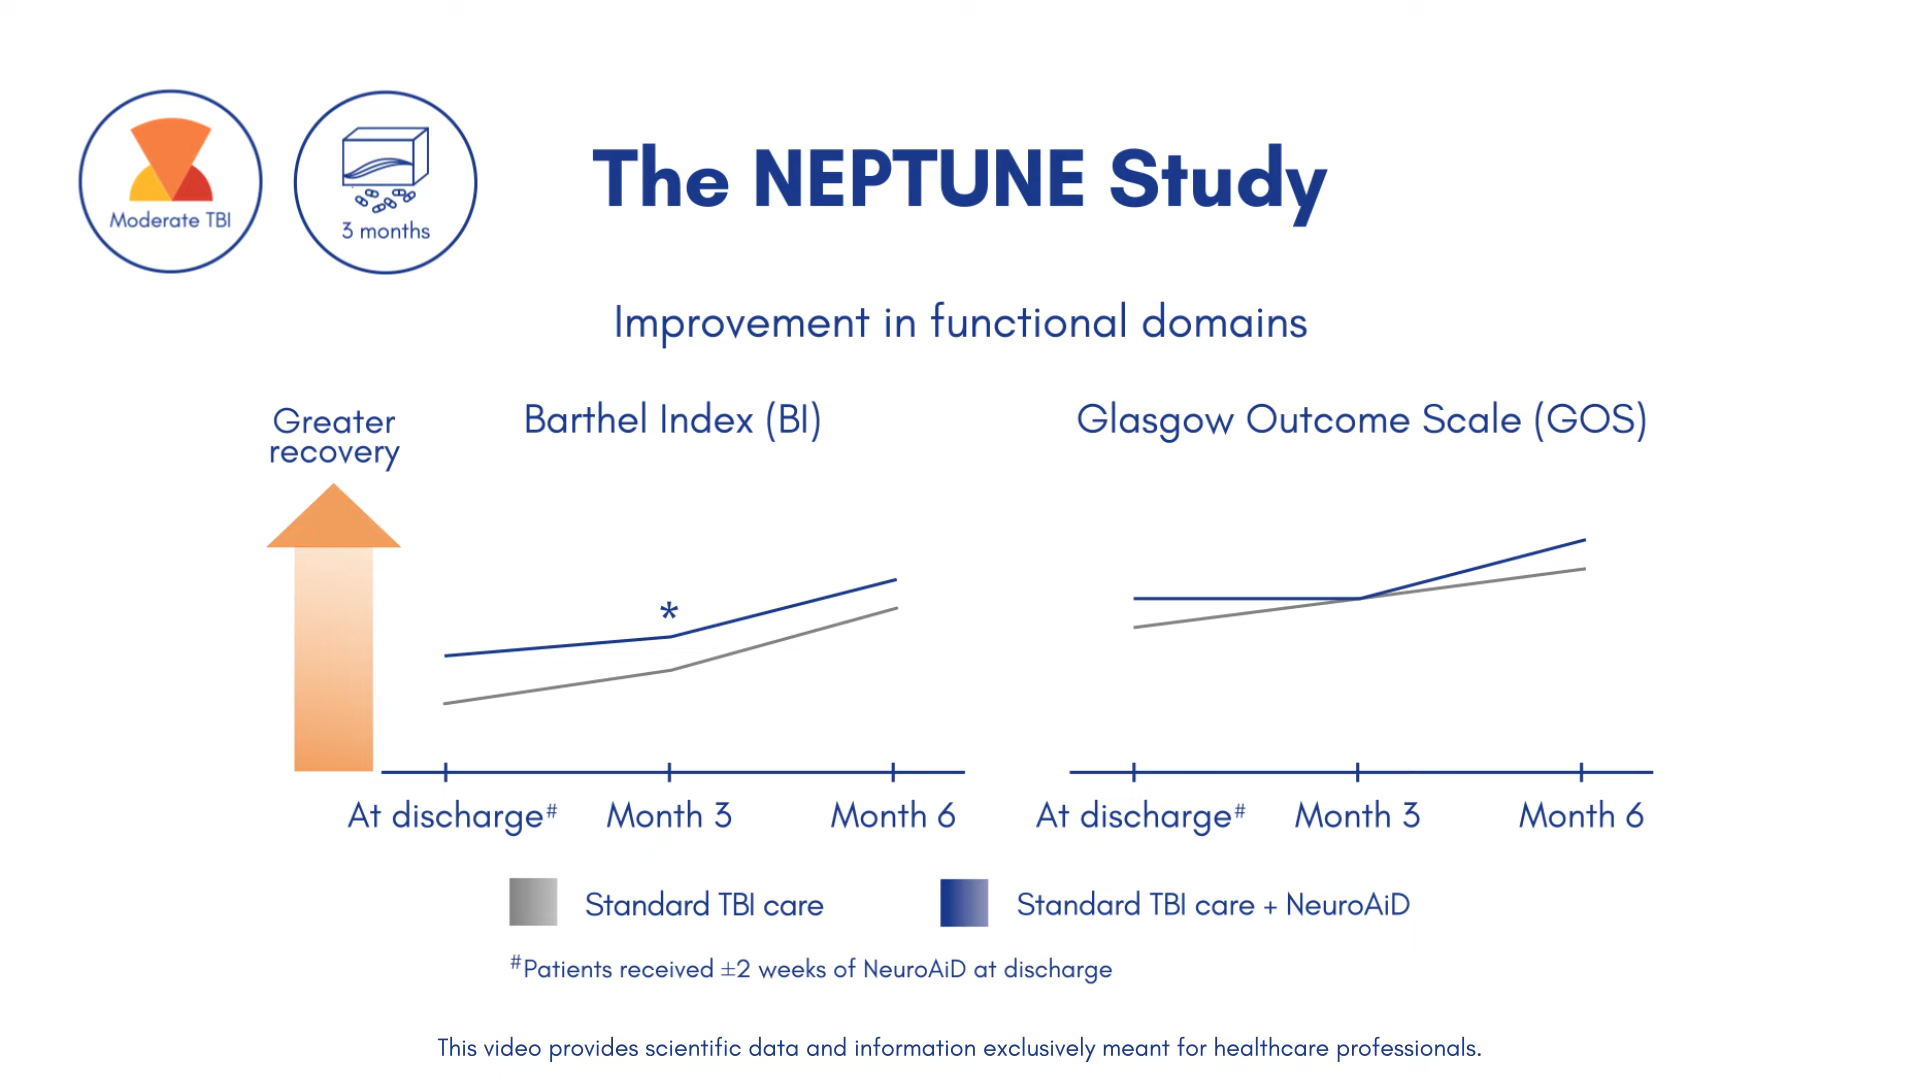 Moderate TBI
3 months
The NEPTUNE Study
Improvement in functional domains
Greater
recovery
Barthel Index (BI)
Glasgow Outcome Scale (GOS)
*
At discharge# Month 3 Month 6
At discharge# Month 3 Month 6
Standard TBI care
Standard TBI care + NeuroAiD
#Patients received ±2 weeks of NeuroAiD at discharge
This video provides scientific data and information exclusively meant for healthcare professionals.